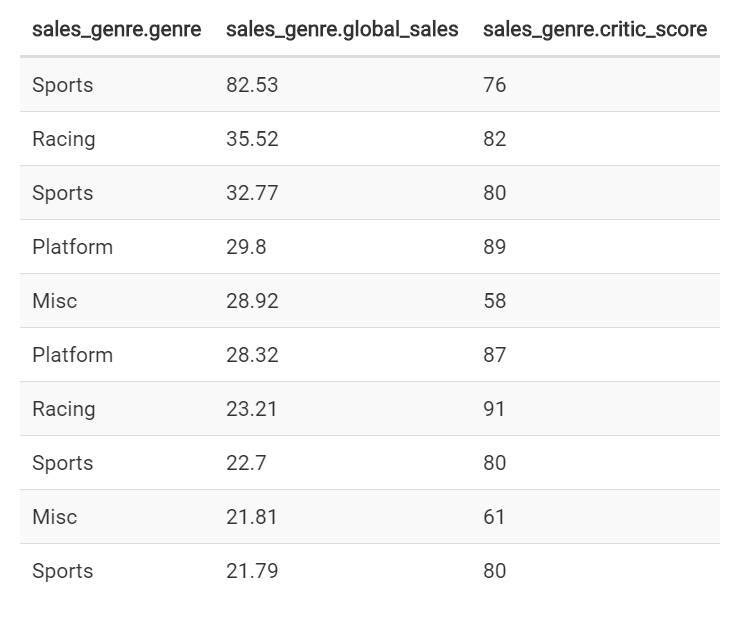 sales_genre.genre sales_genre.global_sales sales_genre.critic_score
Sports 82.53 76
Racing 35.52 82
Sports 32.77 80
Platform 29.8 89
Misc 28.92 58
Platform 28.32 87
Racing 23.21 91
Sports 22.7 80
Misc 21.81 61
Sports 21.79 80